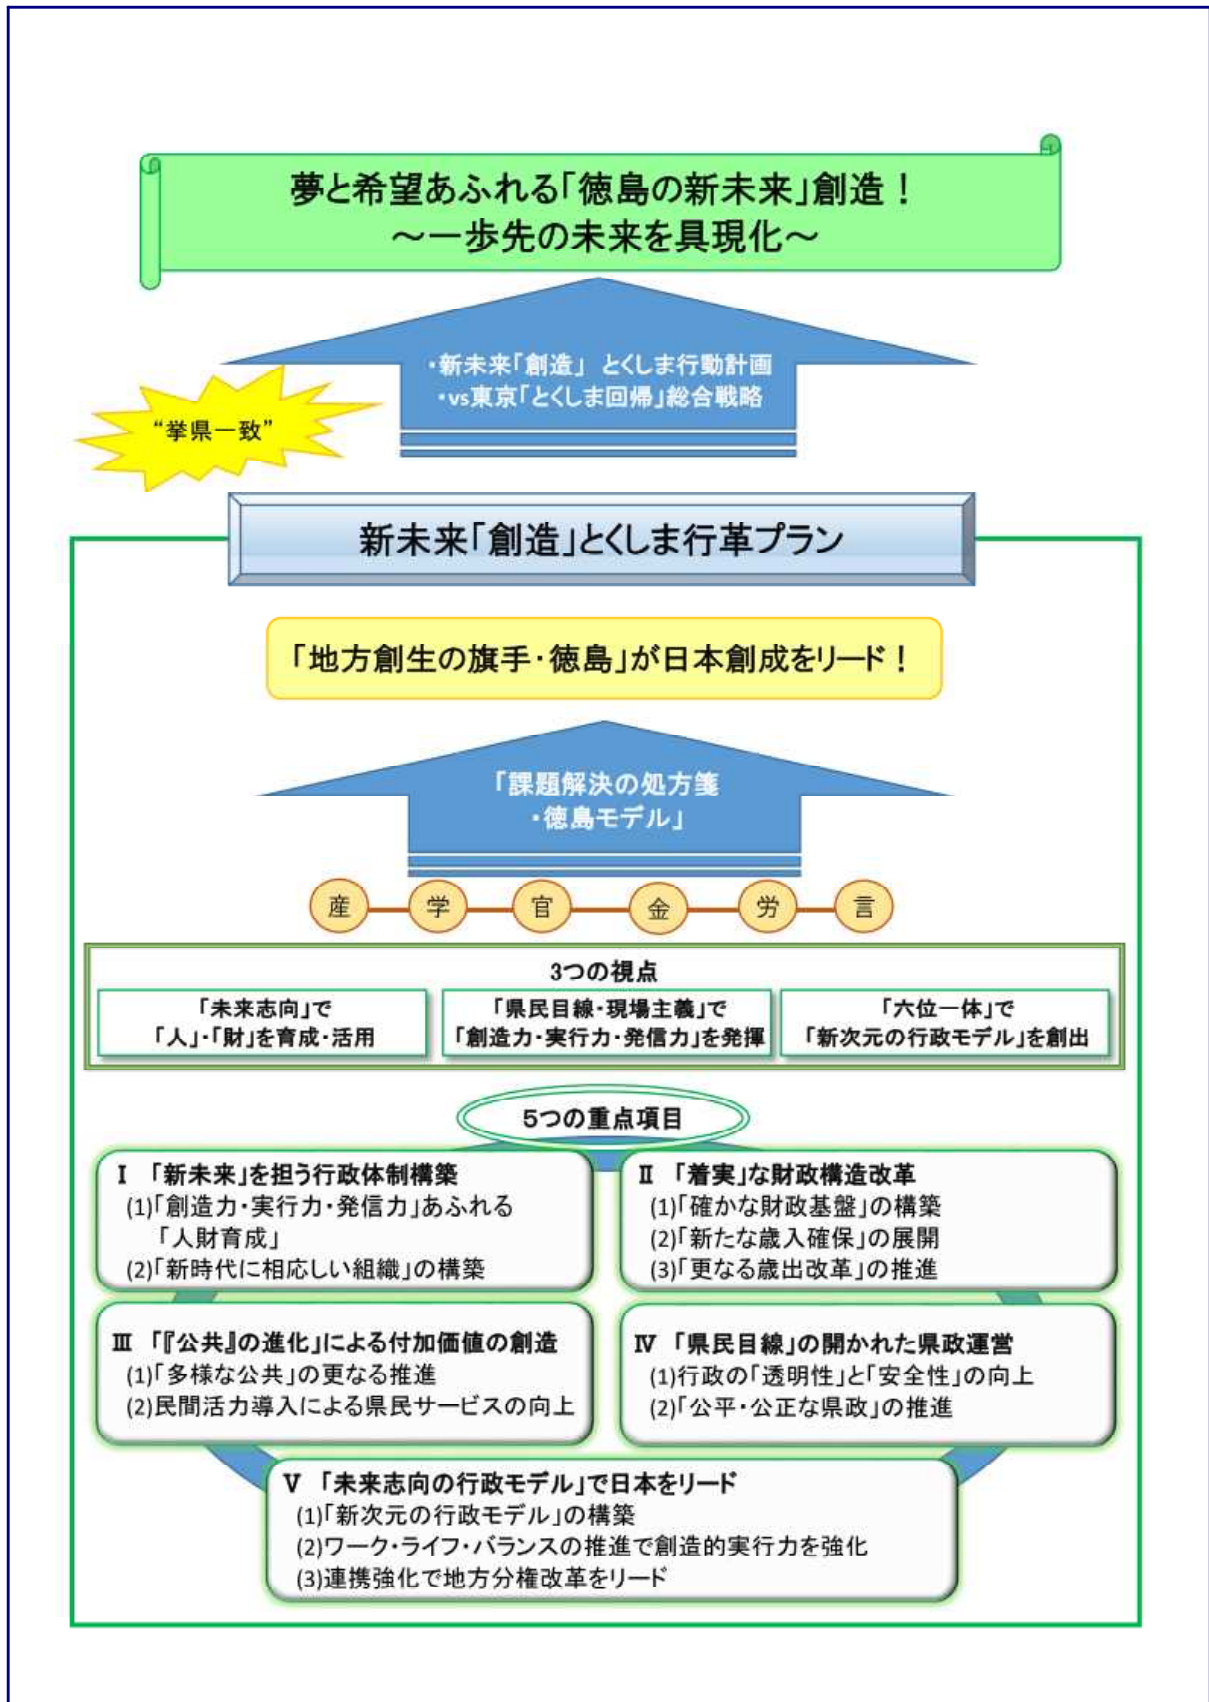 夢と希望あふれる「徳島の新未来」創造！
～一歩先の未来を具現化～
・新未来「創造」 とくしま行動計画
・vs東京「とくしま回帰」総合戦略
“挙県一致”
新未来「創造」とくしま行革プラン
「地方創生の旗手・徳島」が日本創成をリード！
「課題解決の処方箋
・徳島モデル」
産 学 官 金 労 言
3つの視点
「未来志向」で
「人」・「財」を育成・活用
「県民目線・現場主義」で
「創造力・実行力・発信力」を発揮
「六位一体」で
「新次元の行政モデル」を創出
5つの重点項目
Ⅰ 「新未来」を担う行政体制構築
(1)「創造力・実行力・発信力」あふれる
「人財育成」
(2)「新時代に相応しい組織」の構築
Ⅱ 「着実」な財政構造改革
(1)「確かな財政基盤」の構築
(2)「新たな歳入確保」の展開
(3)「更なる歳出改革」の推進
Ⅲ 「『公共』の進化」による付加価値の創造
(1)「多様な公共」の更なる推進
(2)民間活力導入による県民サービスの向上
Ⅳ 「県民目線」の開かれた県政運営
(1)行政の「透明性」と「安全性」の向上
(2)「公平・公正な県政」の推進
Ⅴ 「未来志向の行政モデル」で日本をリード
(1)「新次元の行政モデル」の構築
(2)ワーク・ライフ・バランスの推進で創造的実行力を強化
(3)連携強化で地方分権改革をリード